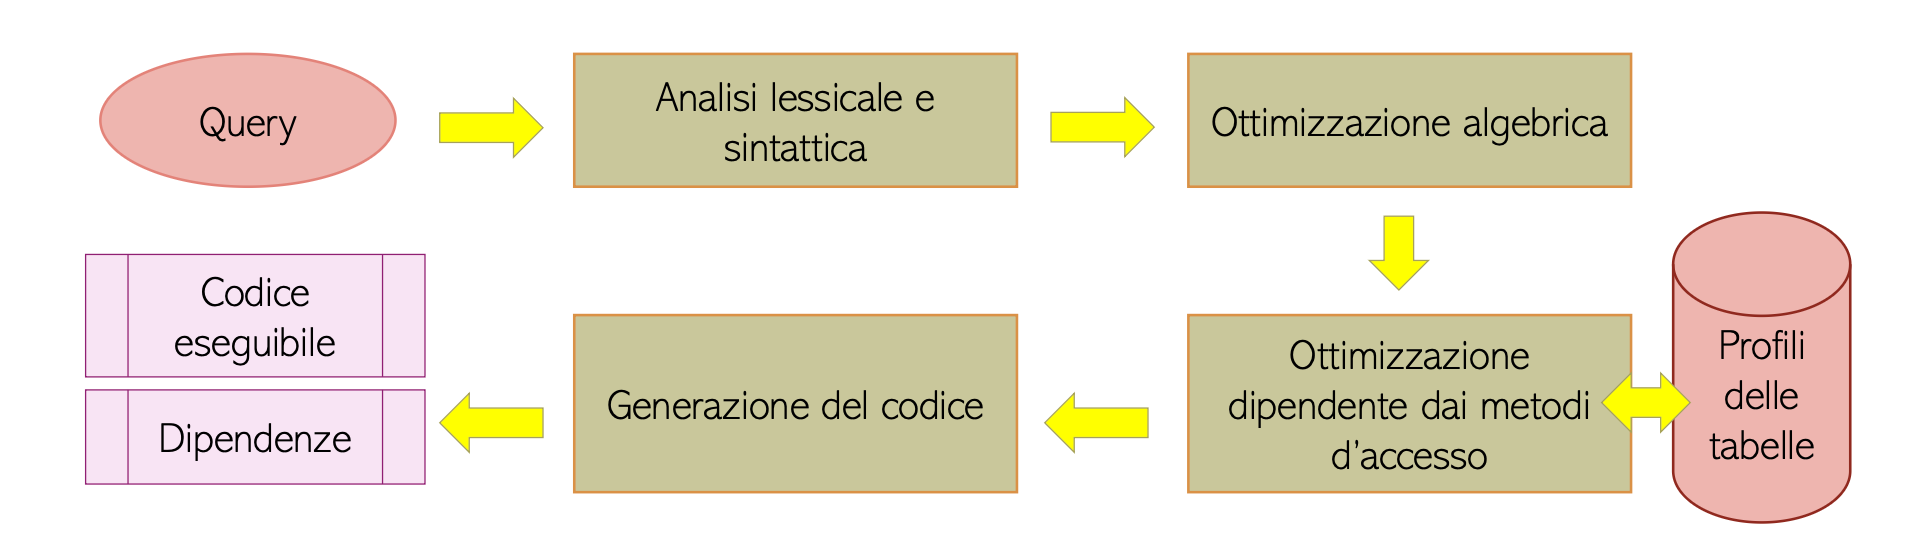 Query
Analisi lessicale e
sintattica
Ottimizzazione algebrica
Codice
eseguibile
Dipendenze
Generazione del codice
Ottimizzazione
dipendente dai metodi
d'accesso
Profili
delle
tabelle